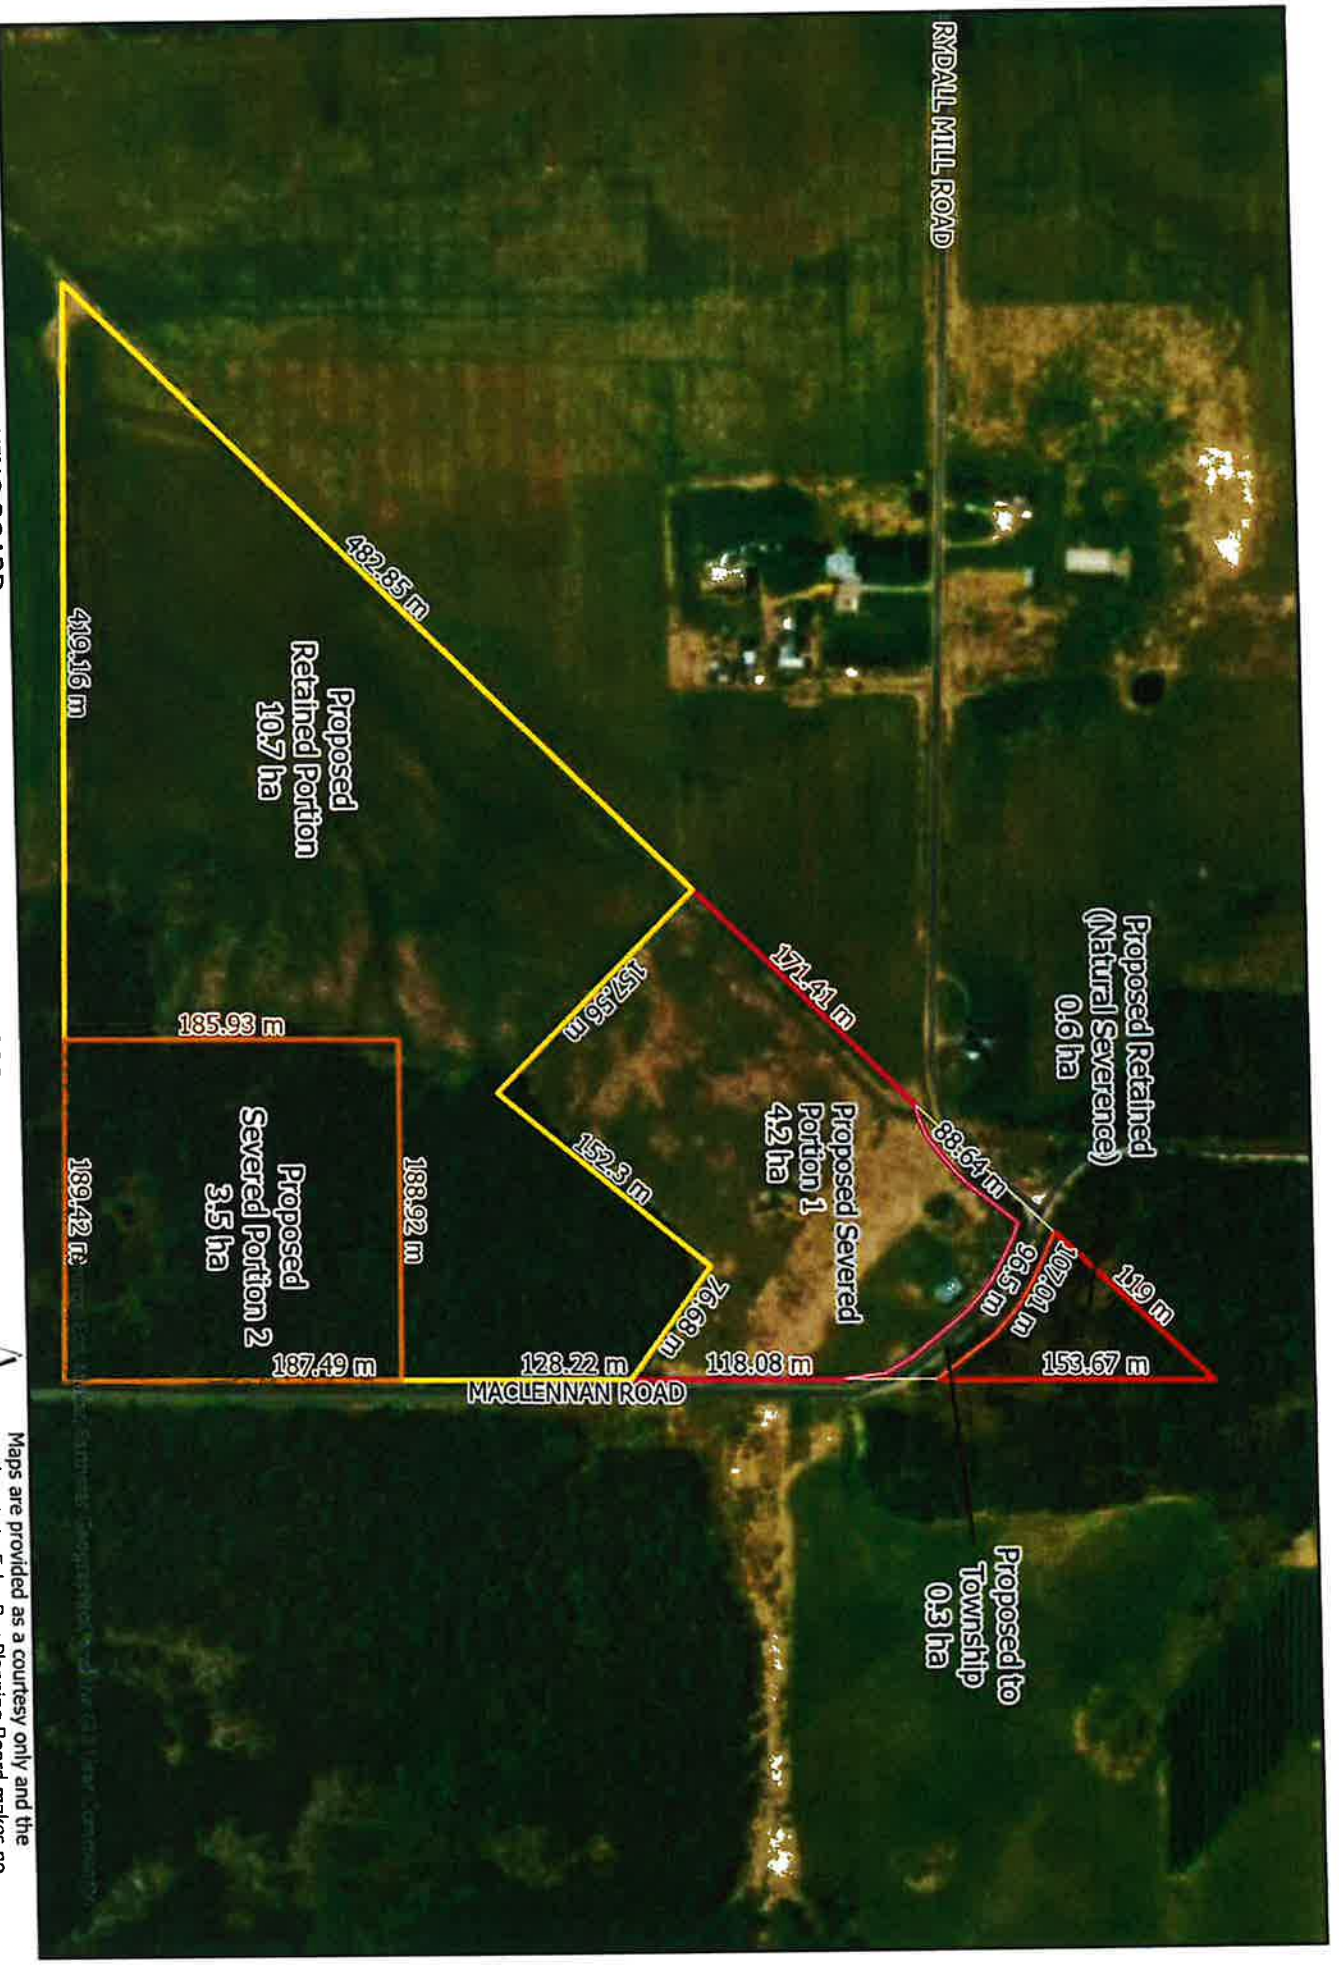 RYDALL MILL ROAD
Proposed Retained
(Natural Severence)
0.6 ha
482.85 m
419.16 m
Proposed
Retained Portion
10.7 ha
171.41 m
157.56 m
88.64 m
119 m
107.01 m
96.5 m
153.67 m
Proposed Severed
Portion 1
4.2 ha
152.3 m
76.68 m
118.08 m
128.22 m
MACLENNAN ROAD
185.93 m
188.92 m
Proposed
Severed Portion 2
3.5 ha
187.49 m
189.42 m
Proposed to
Township
0.3 ha
Maps are provided as a courtesy only and the